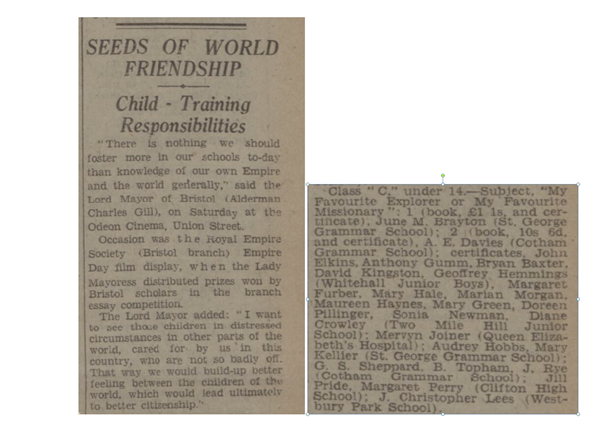 SEEDS OF WORLD
FRIENDSHIP
Child - Training
Responsibilities
"There is nothing we should
foster more in our schools to-day
than knowledge of our own Empire
and the world generally," said the
Lord Mayor of Bristol (Alderman
Charles Gill), on Saturday at the
Odeon Cinema, Union Street.
Occasion was the Royal Empire
Society (Bristol branch) Empire
Day film display, when the Lady
Mayoress distributed prizes won by
Bristol scholars in the branch
essay competition.
The Lord Mayor added: "I want
to see those children in distressed
circumstances in other parts of the
world, cared for by us in this
country, who are not so badly off.
That way we would build-up better
feeling between the children of the
world, which would lead ultimately
to better citizenship."
Class "C," under 14.—Subject, "My
Favourite Explorer or My Favourite
Missionary": 1 (book, £1 1s, and cer-
tificate), June M. Brayton (St. George
Grammar School); 2 (book, 10s 6d,
and certificate), A. E. Davies (Cotham
Grammar School); certificates, John
Elkins, Anthony Gumm, Bryan Baxter,
David Kingston, Geoffrey Hemmings
(Whitehall Junior Boys), Margaret
Furber, Mary Hale, Marian Morgan,
Maureen Haynes, Mary Green, Doreen
Pillinger, Sonia Newman, Diane
Crowley (Two Mile Hill Junior
School); Mervyn Joiner (Queen Eliza-
beth's Hospital); Audrey Hobbs, Mary
Kellier (St. George Grammar School);
G. S. Sheppard, B. Topham, J. Rye
(Cotham Grammar School); Jill
Pride, Margaret Perry (Clifton High
School); J. Christopher Lees (West-
bury Park School)